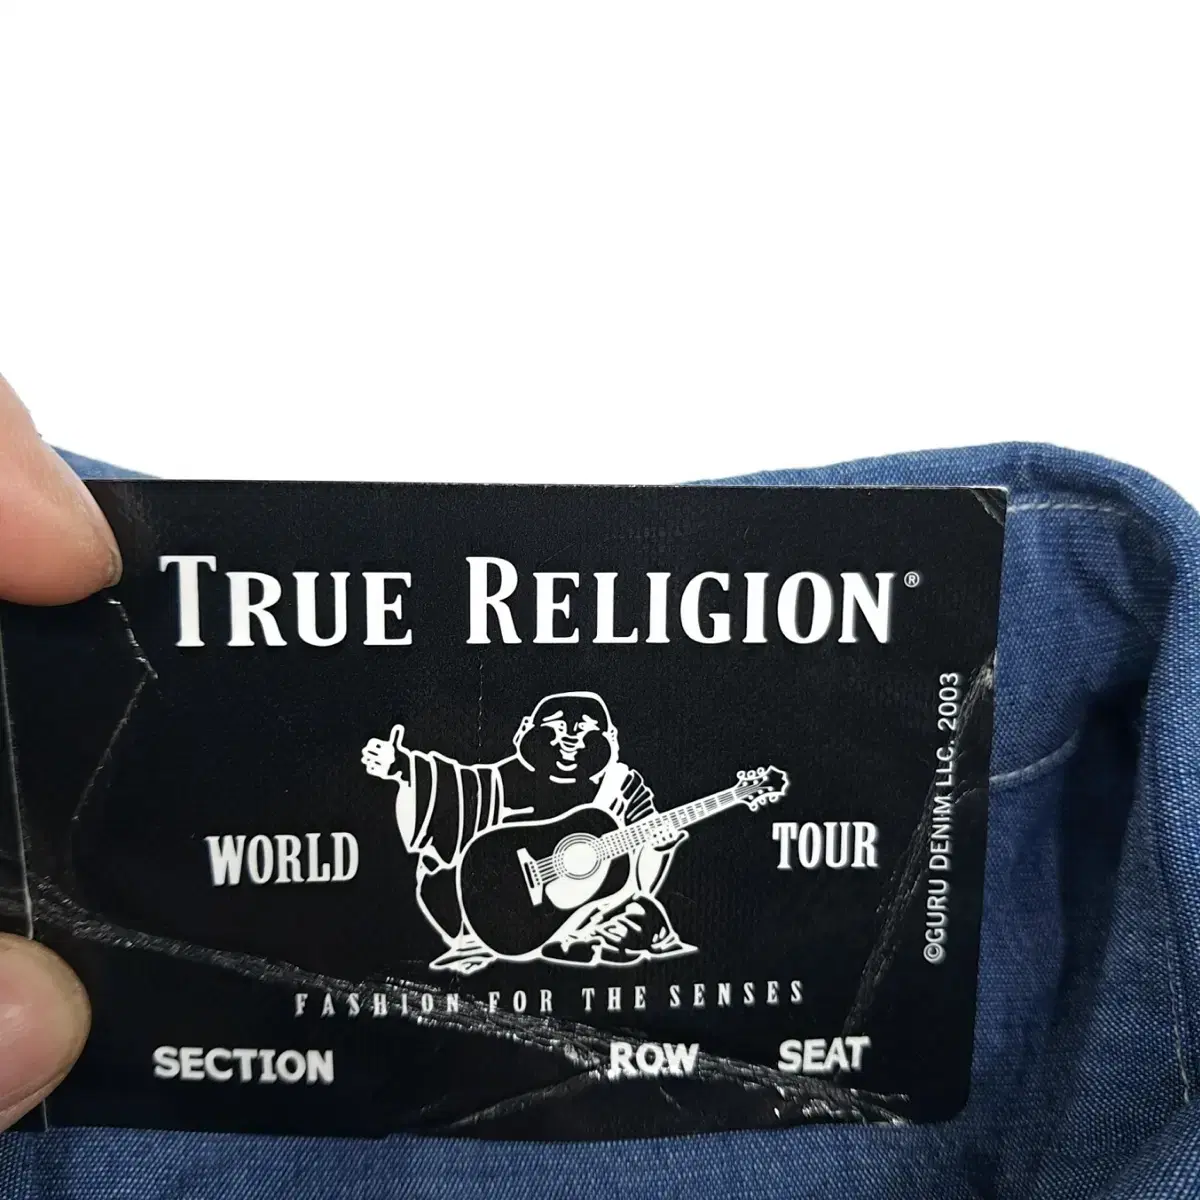 TRUE RELIGION®
WORLD TOUR
FASHION FOR THE SENSES
SECTION ROW SEAT
©GURU DENIM LLC. 2003